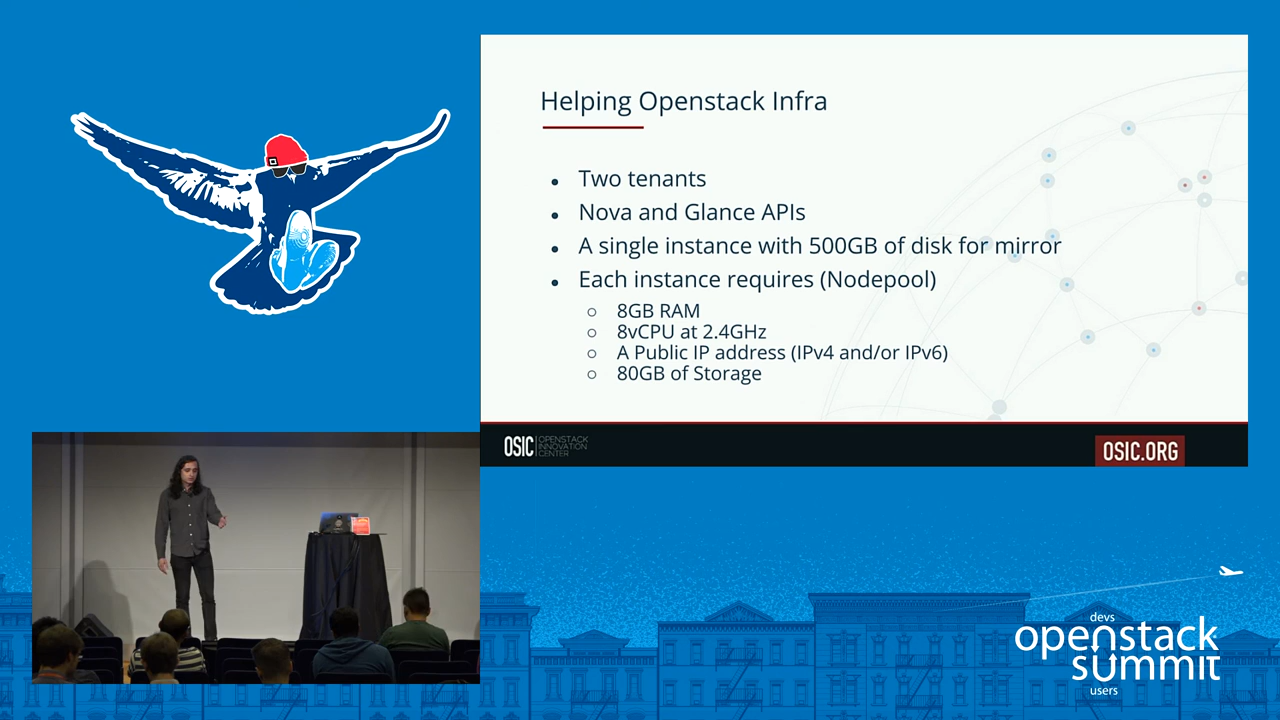 Helping Openstack Infra
Two tenants
Nova and Glance APIs
A single instance with 500GB of disk for mirror
Each instance requires (Nodepool)
8GB RAM
8vCPU at 2.4GHz
A Public IP address (IPv4 and/or IPv6)
80GB of Storage
OSIC OPENSTACK
INNOVATION
CENTER
OSIC.ORG
devs
openstack
summit
users